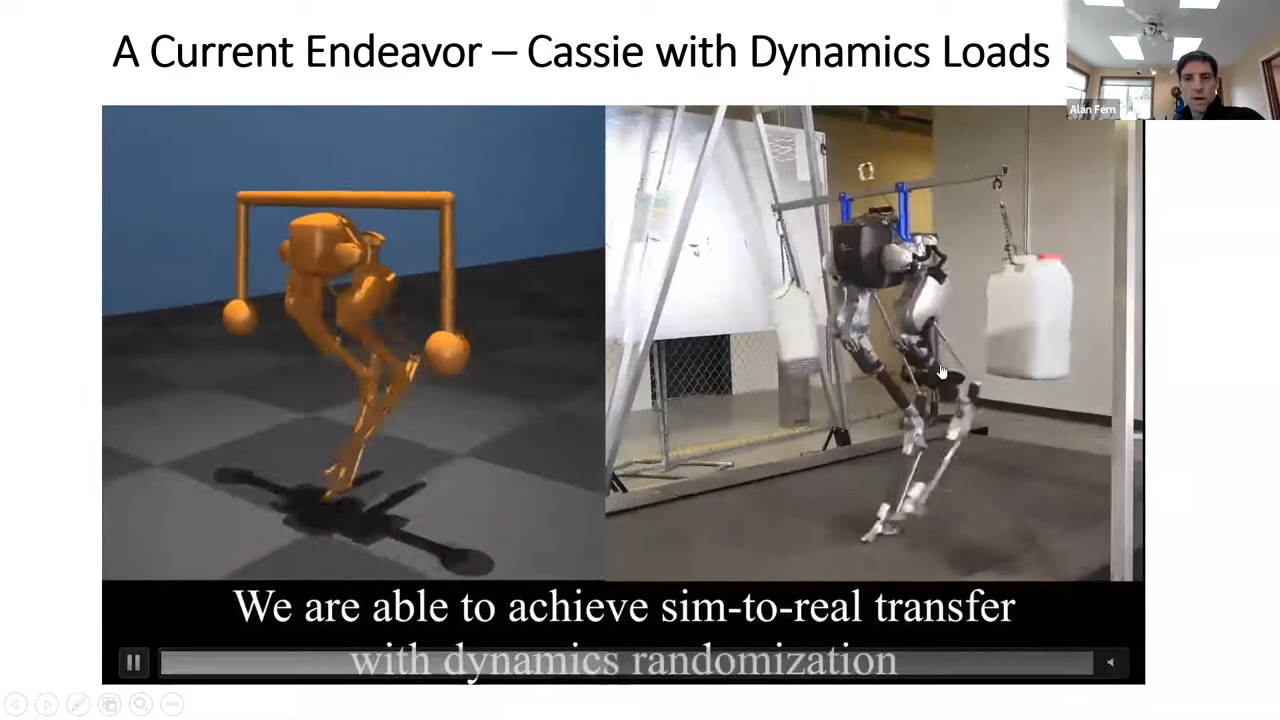 A Current Endeavor – Cassie with Dynamics Loads
Alan Fern
We are able to achieve sim-to-real transfer
with dynamics randomization